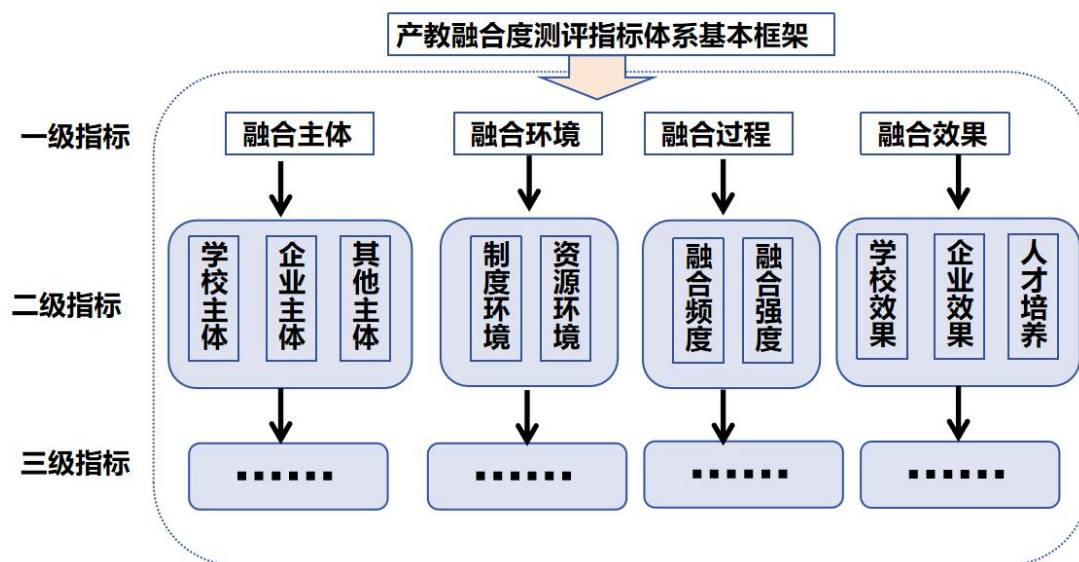 产教融合度测评指标体系基本框架
一级指标
融合主体
融合环境
融合过程
融合效果
二级指标
学校主体
企业主体
其他主体
制度环境
资源环境
融合频度
融合强度
学校效果
企业效果
人才培养
三级指标
▪▪▪▪▪▪
▪▪▪▪▪▪
▪▪▪▪▪▪
▪▪▪▪▪▪